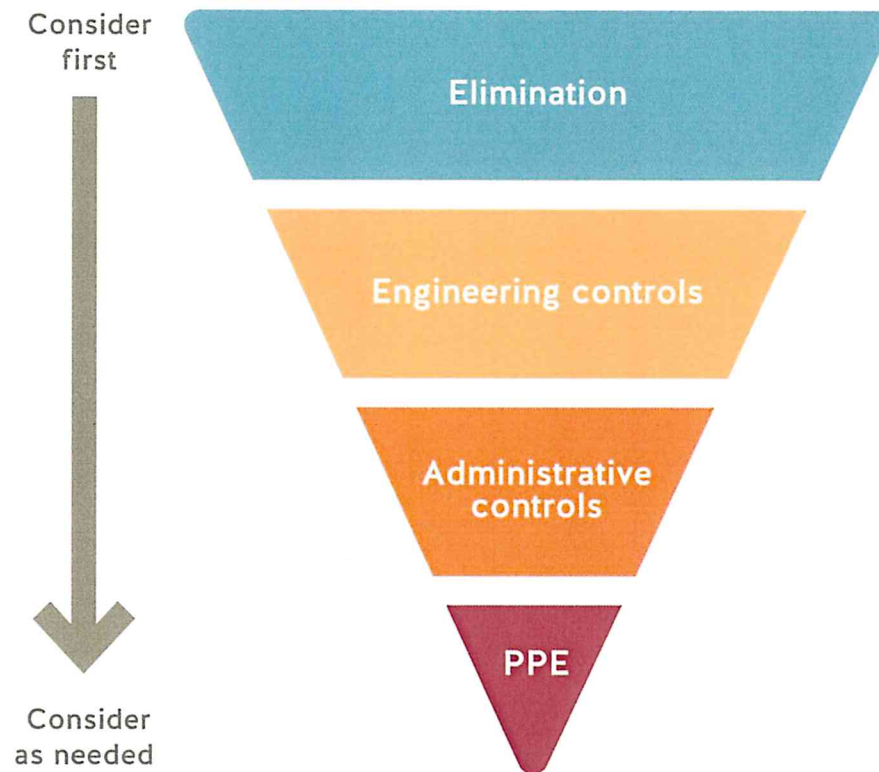 Consider
first
Elimination
Engineering controls
Administrative
controls
PPE
Consider
as needed